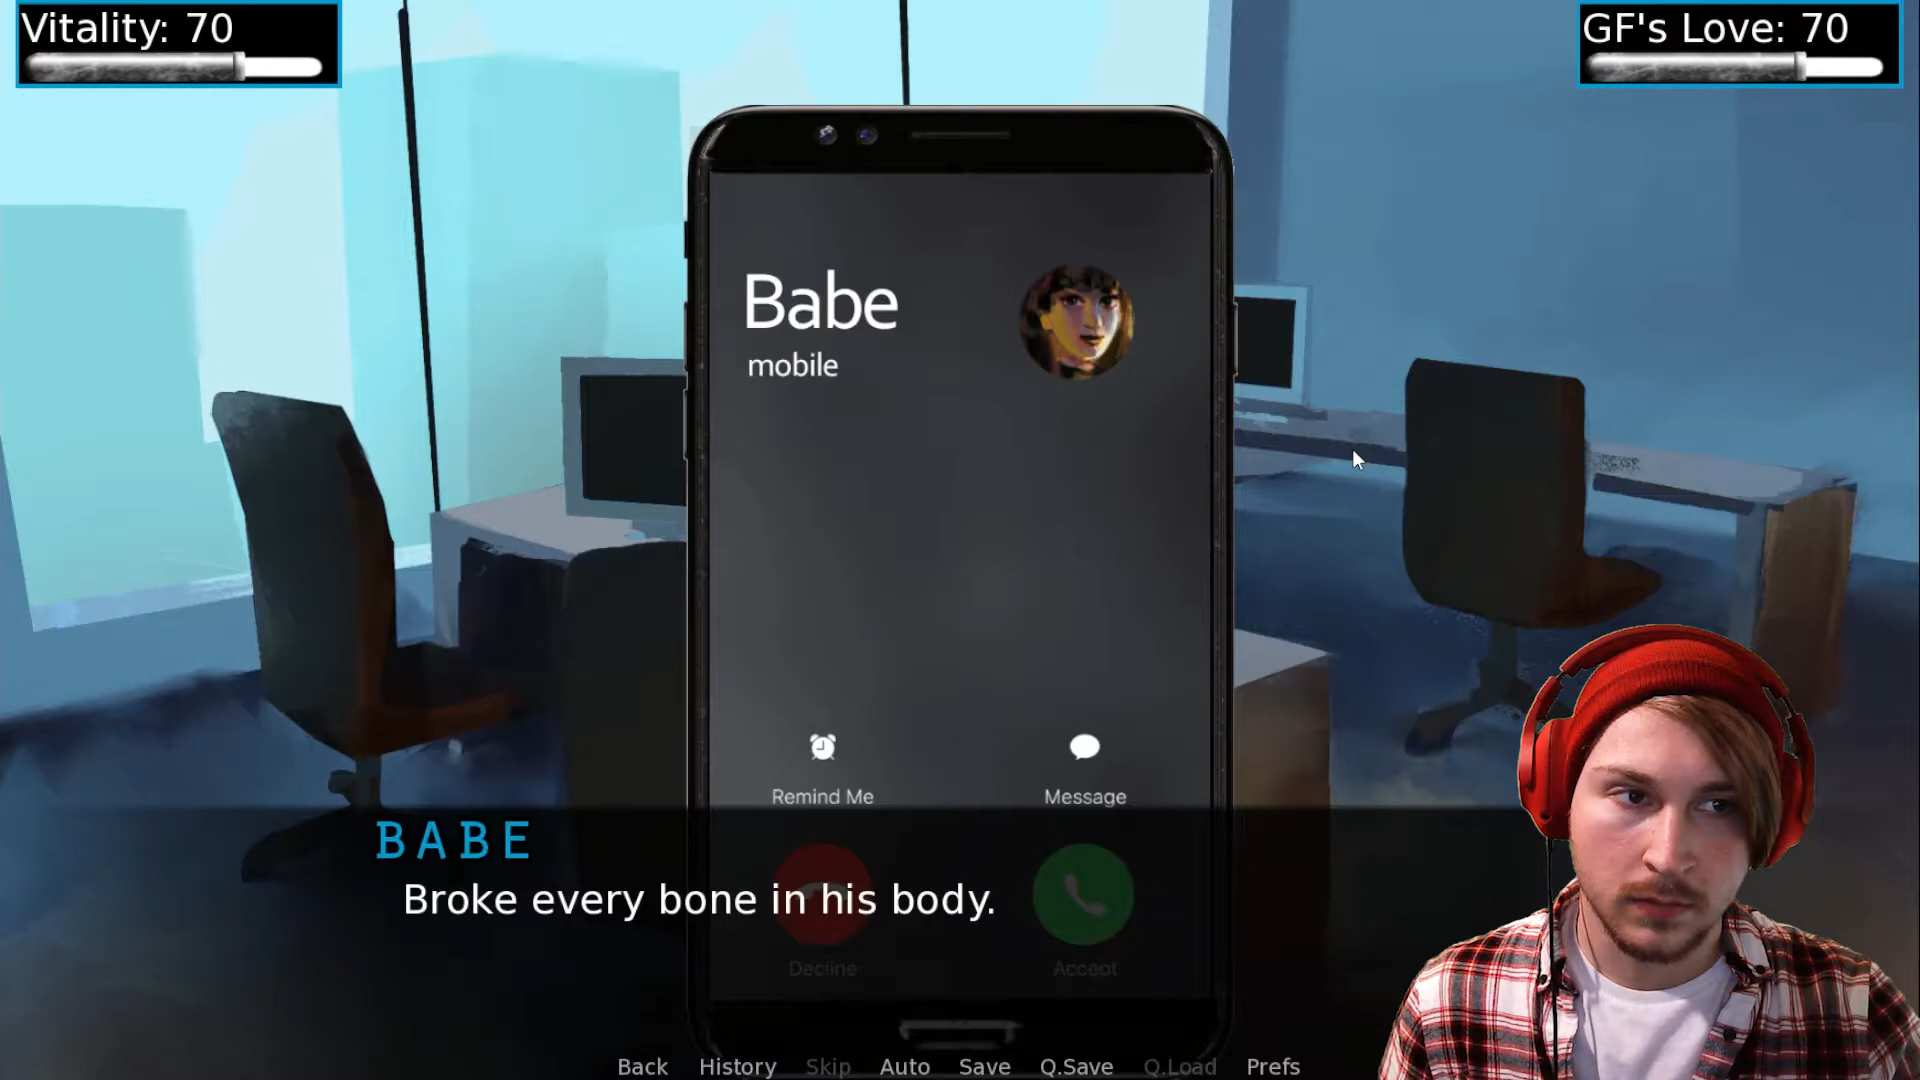 Vitality: 70
GF's Love: 70
Babe
mobile
Remind Me
Message
BABE
Broke every bone in his body.
Decline
Accept
Back History Skip Auto Save Q.Save Q.Load Prefs